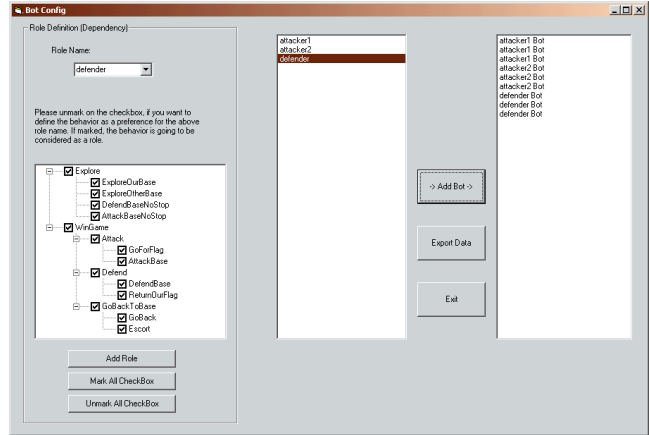 Bot Config
Role Definition (Dependency)
Role Name:
defender
Please unmark on the checkbox, if you want to
define the behavior as a preference for the above
role name. If marked, the behavior is going to be
considered as a role.
Explore
ExploreOurBase
ExploreOtherBase
DefendBaseNoStop
AttackBaseNoStop
WinGame
Attack
GoForFlag
AttackBase
Defend
DefendBase
ReturnOurFlag
GoBackToBase
GoBack
Escort
Add Role
Mark All CheckBox
Unmark All CheckBox
attacker1
attacker2
defender
-> Add Bot ->
Export Data
Exit
attacker1 Bot
attacker1 Bot
attacker1 Bot
attacker2 Bot
attacker2 Bot
attacker2 Bot
defender Bot
defender Bot
defender Bot